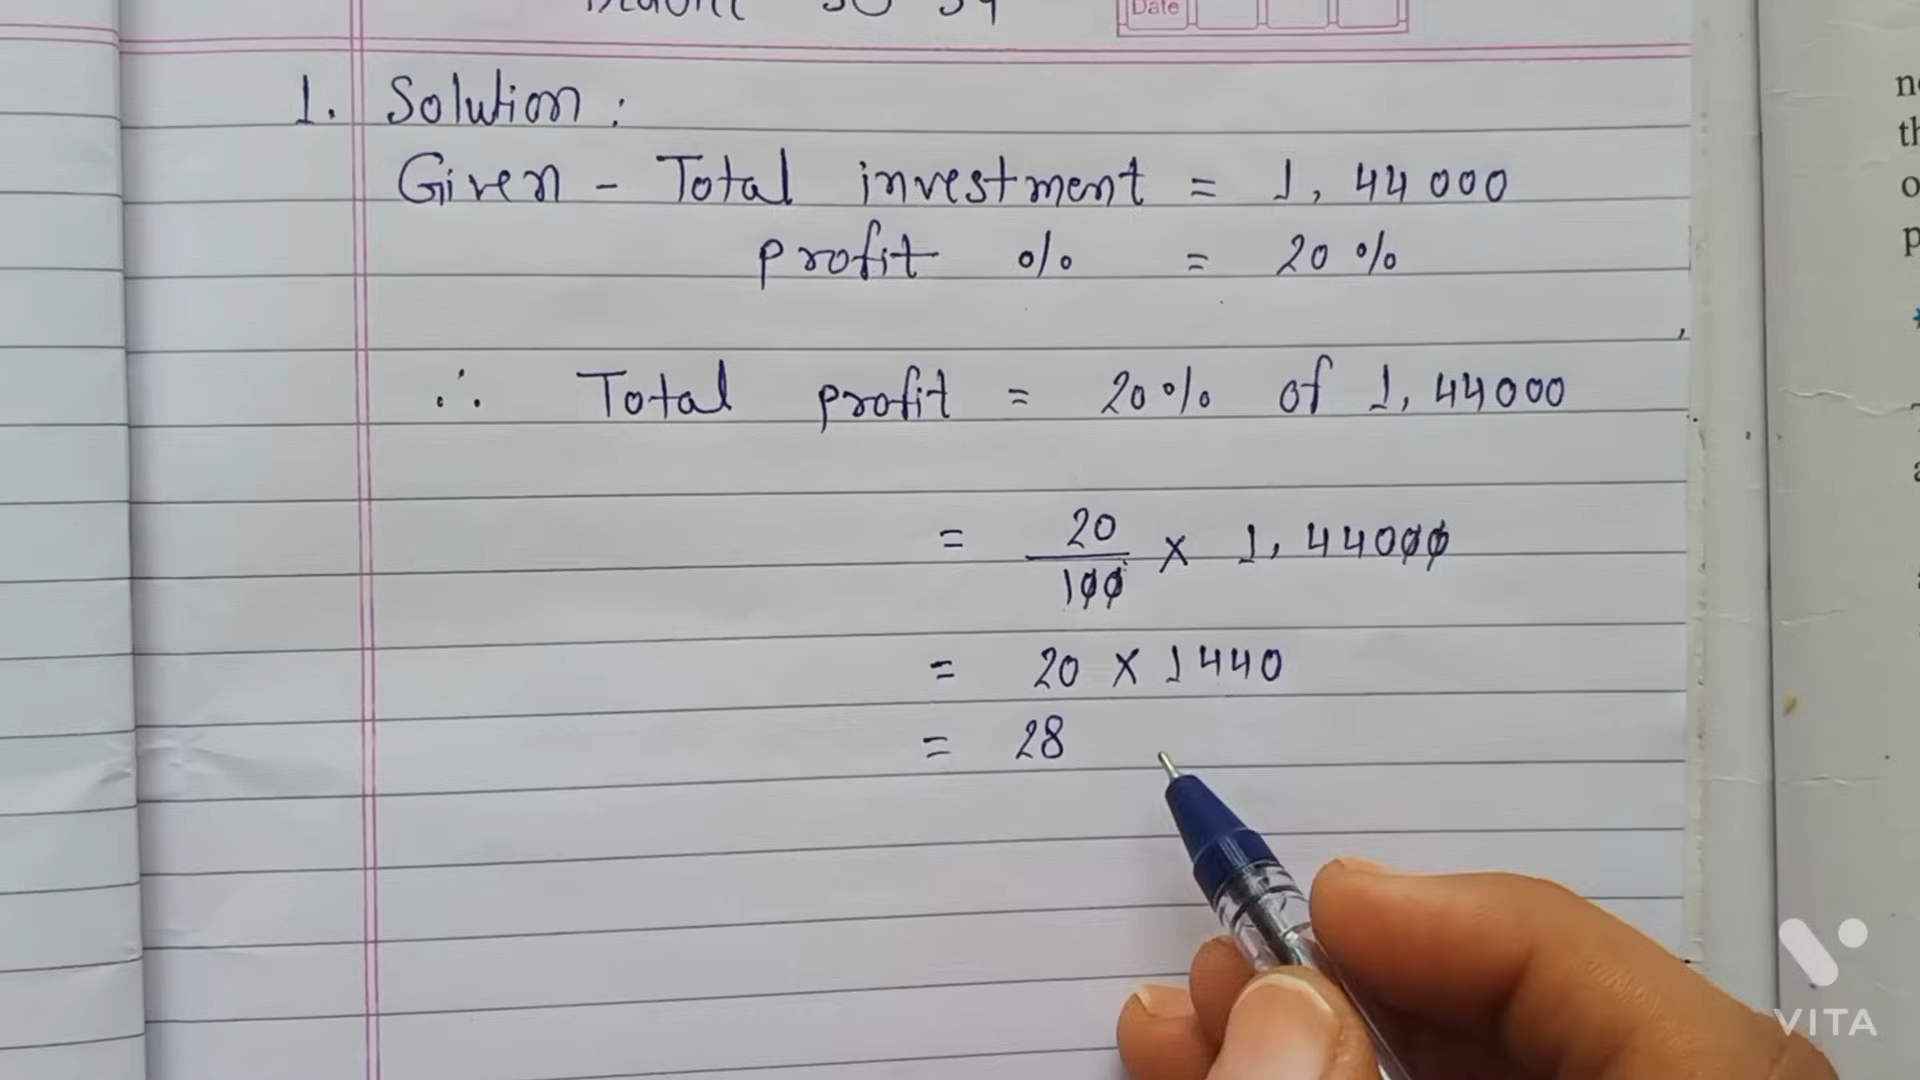 Date
1. Solution :
Given - Total investment = 1,44000
profit % = 20 %
∴ Total profit = 20% of 1,44000
= 20/100 × 1,44000
= 20 × 1440
= 28
VITA